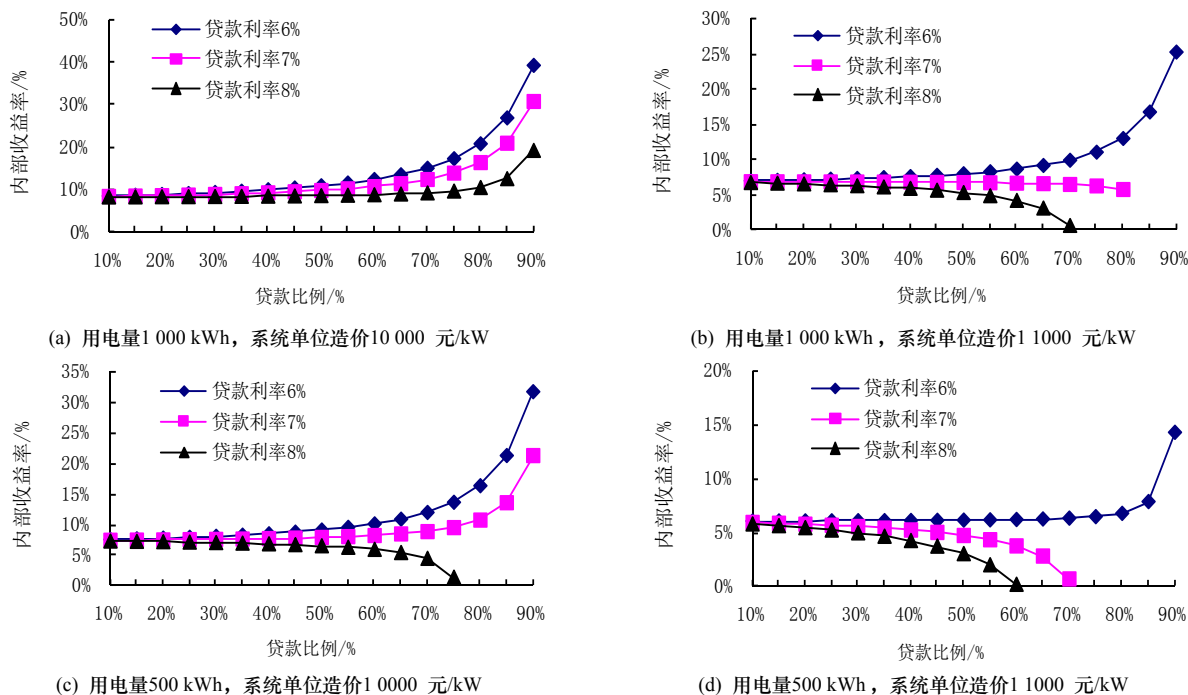 50%
40%
30%
20%
10%
0%
内部收益率/%
贷款利率6%
贷款利率7%
贷款利率8%
10% 20% 30% 40% 50% 60% 70% 80% 90%
贷款比例/%
(a) 用电量1 000 kWh，系统单位造价10 000 元/kW
30%
25%
20%
15%
10%
5%
0%
内部收益率/%
贷款利率6%
贷款利率7%
贷款利率8%
10% 20% 30% 40% 50% 60% 70% 80% 90%
贷款比例/%
(b) 用电量1 000 kWh，系统单位造价1 1000 元/kW
35%
30%
25%
20%
15%
10%
5%
0%
内部收益率/%
贷款利率6%
贷款利率7%
贷款利率8%
10% 20% 30% 40% 50% 60% 70% 80% 90%
贷款比例/%
(c) 用电量500 kWh，系统单位造价1 0000 元/kW
20%
15%
10%
5%
0%
内部收益率/%
贷款利率6%
贷款利率7%
贷款利率8%
10% 20% 30% 40% 50% 60% 70% 80% 90%
贷款比例/%
(d) 用电量500 kWh，系统单位造价1 1000 元/kW